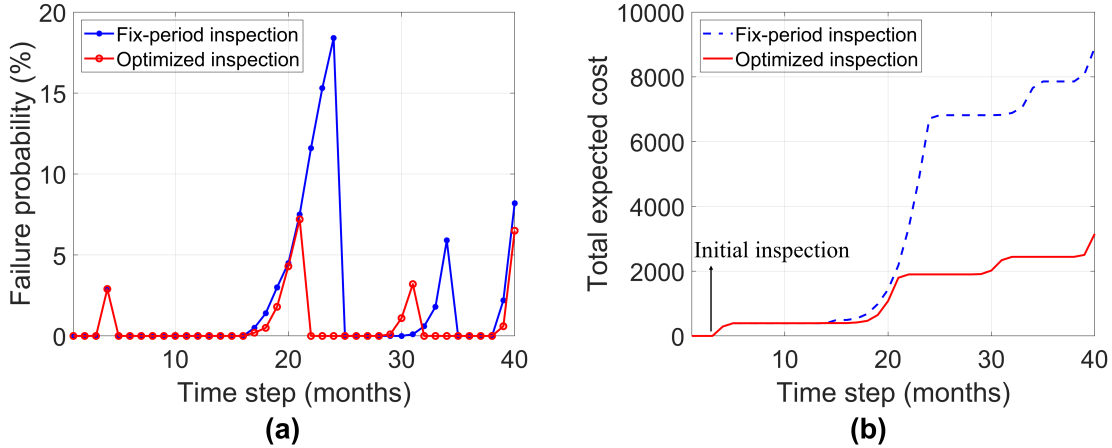 20
15
10
5
0
Failure probability (%)
Fix-period inspection
Optimized inspection
10
20
30
40
Time step (months)
(a)
10000
8000
6000
4000
2000
0
Total expected cost
Fix-period inspection
Optimized inspection
Initial inspection
10
20
30
40
Time step (months)
(b)